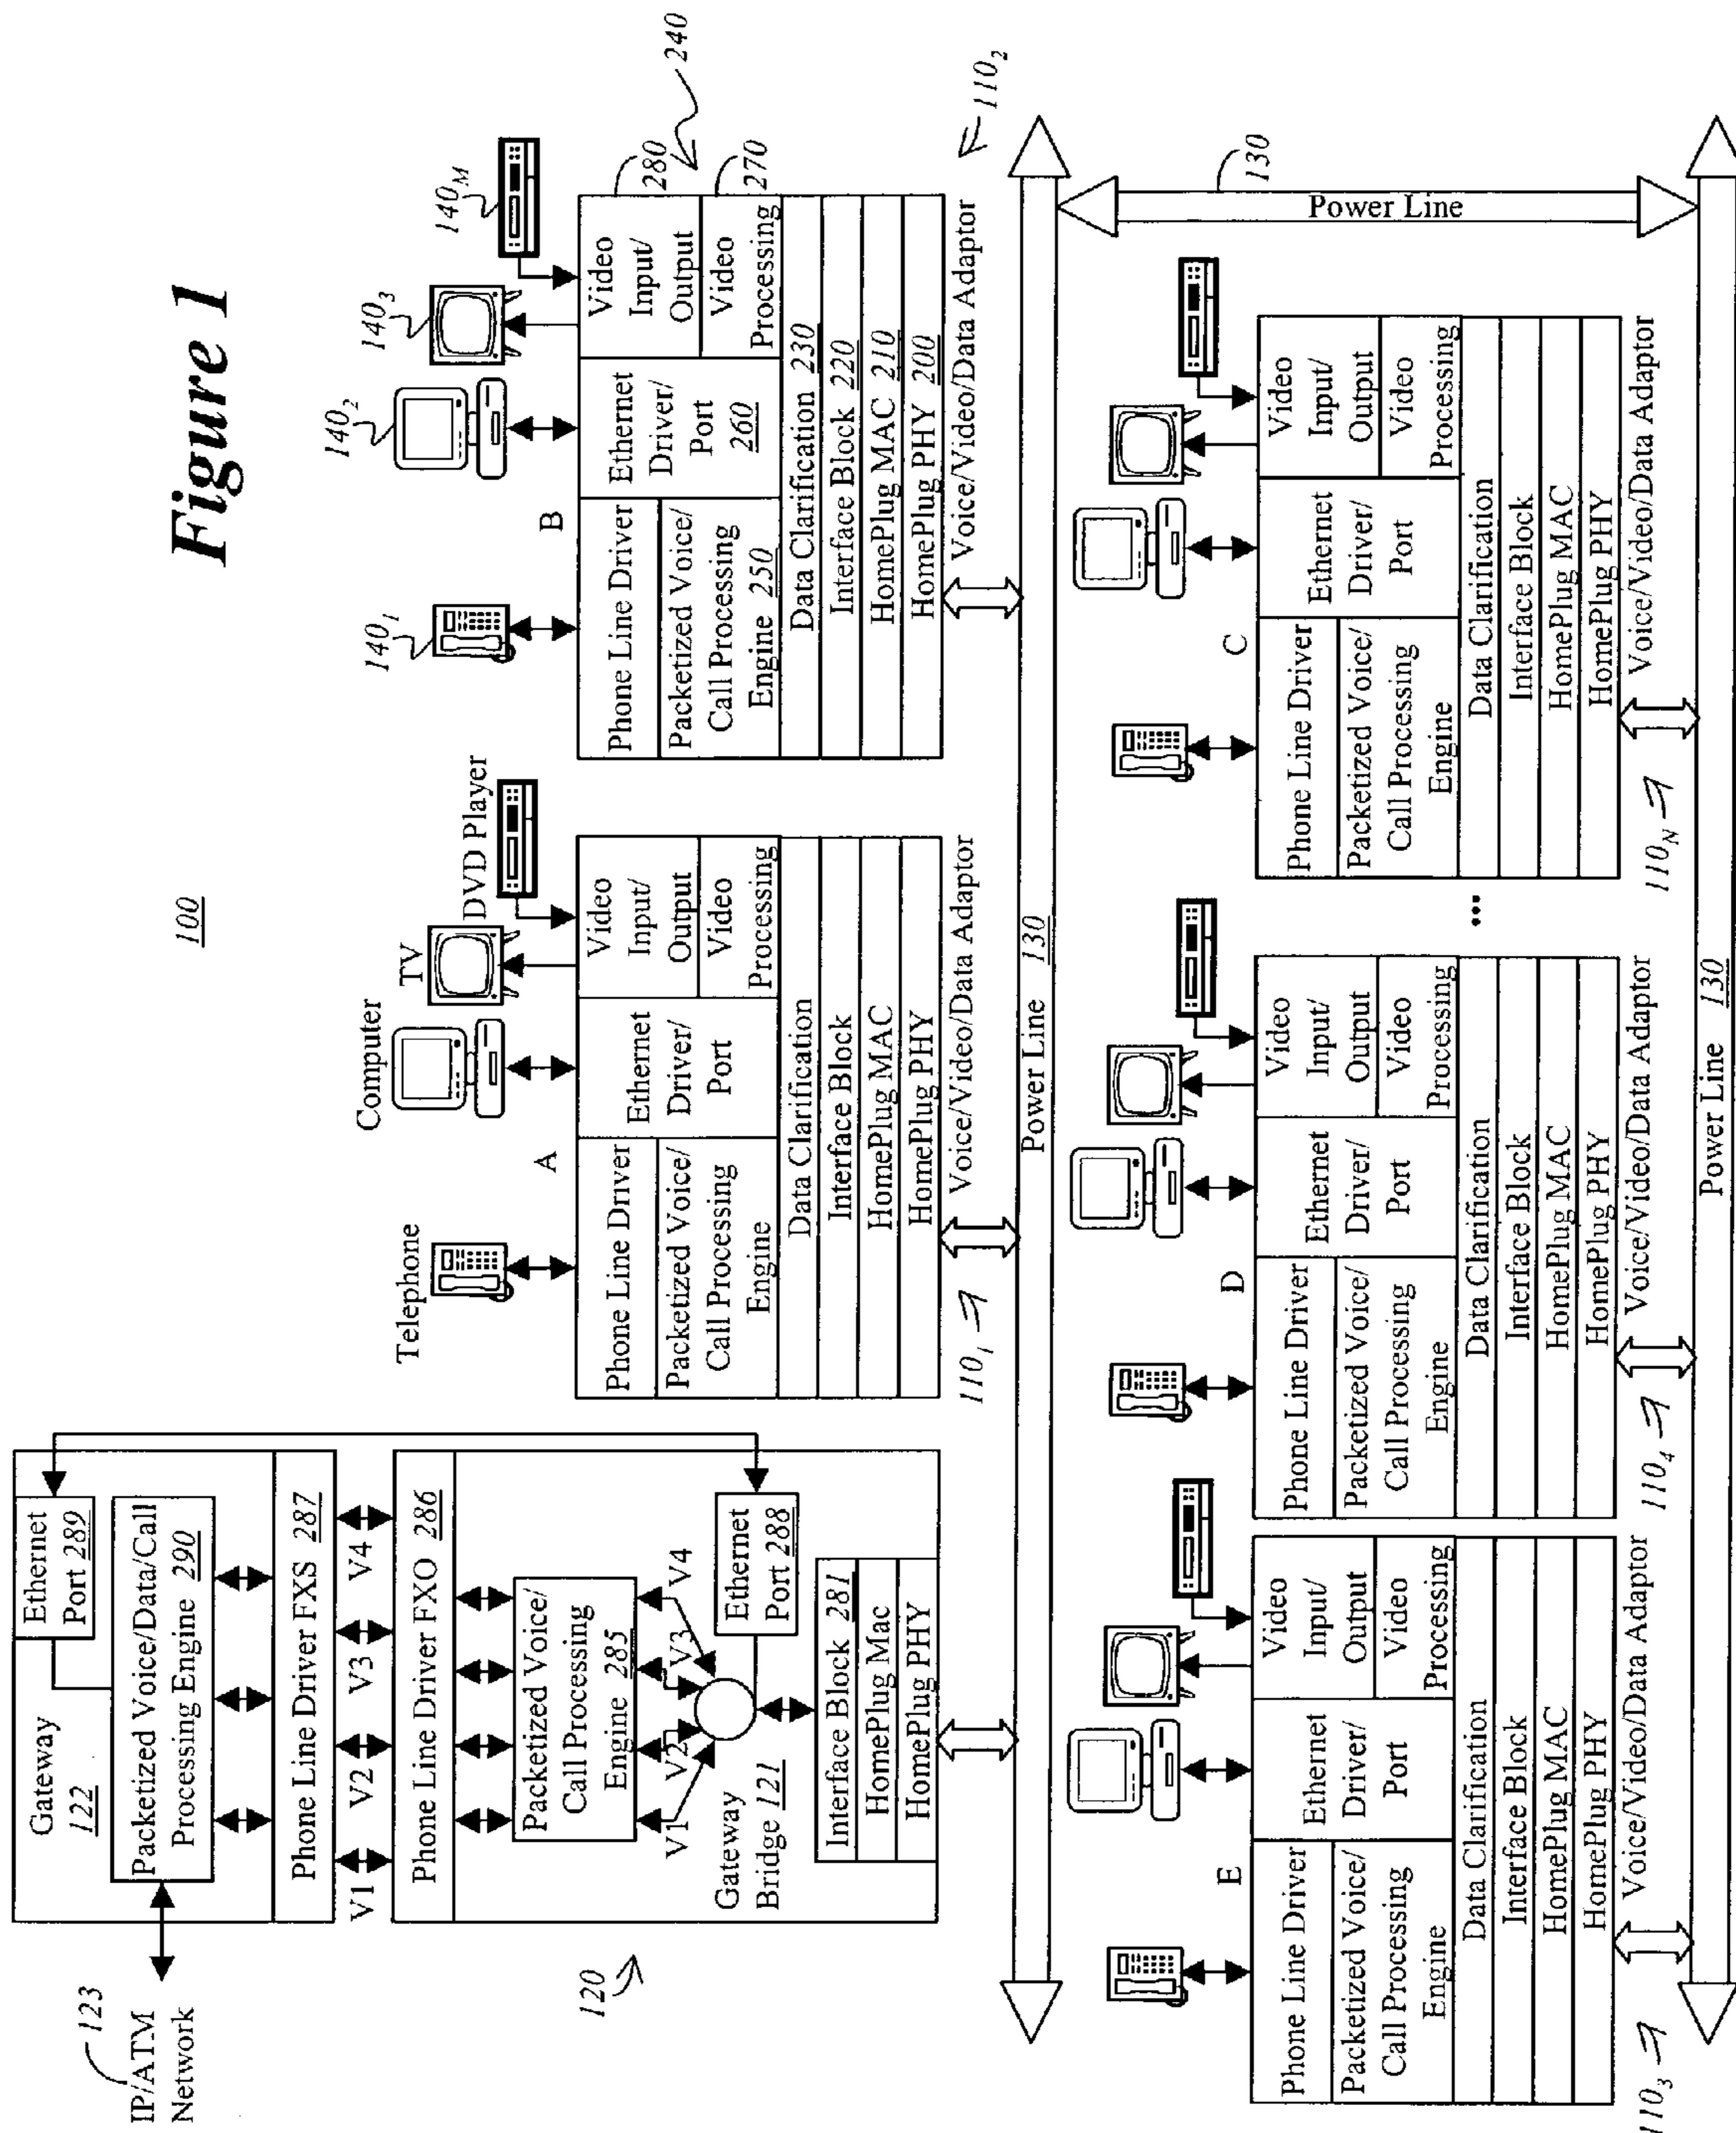 Figure 1
100
123
IP/ATM
Network
Gateway
122
Ethernet
Port 289
Packetized Voice/Data/Call
Processing Engine 290
Phone Line Driver FXS 287
V1 V2 V3 V4
Phone Line Driver FXO 286
Packetized Voice/
Call Processing
Engine 285
V1 V2 V3 V4
Gateway
Bridge 121
Ethernet
Port 288
Interface Block 281
HomePlug Mac
HomePlug PHY
120
Telephone
Computer
TV
DVD Player
A
Phone Line Driver
Packetized Voice/
Call Processing
Engine
Ethernet
Driver/
Port
Video
Input/
Output
Video
Processing
Data Clarification
Interface Block
HomePlug MAC
HomePlug PHY
Voice/Video/Data Adaptor
110₁
140₁
140₂
140₃
140M
B
Phone Line Driver
Packetized Voice/
Call Processing
Engine 250
Ethernet
Driver/
Port
260
Video
Input/
Output
Video
Processing
280
240
270
Data Clarification 230
Interface Block 220
HomePlug MAC 210
HomePlug PHY 200
Voice/Video/Data Adaptor
110₂
Power Line 130
130
Power Line
E
Phone Line Driver
Packetized Voice/
Call Processing
Engine
Ethernet
Driver/
Port
Video
Input/
Output
Video
Processing
Data Clarification
Interface Block
HomePlug MAC
HomePlug PHY
Voice/Video/Data Adaptor
110₃
D
Phone Line Driver
Packetized Voice/
Call Processing
Engine
Ethernet
Driver/
Port
Video
Input/
Output
Video
Processing
Data Clarification
Interface Block
HomePlug MAC
HomePlug PHY
Voice/Video/Data Adaptor
110₄
...
C
Phone Line Driver
Packetized Voice/
Call Processing
Engine
Ethernet
Driver/
Port
Video
Input/
Output
Video
Processing
Data Clarification
Interface Block
HomePlug MAC
HomePlug PHY
Voice/Video/Data Adaptor
110N
Power Line 130